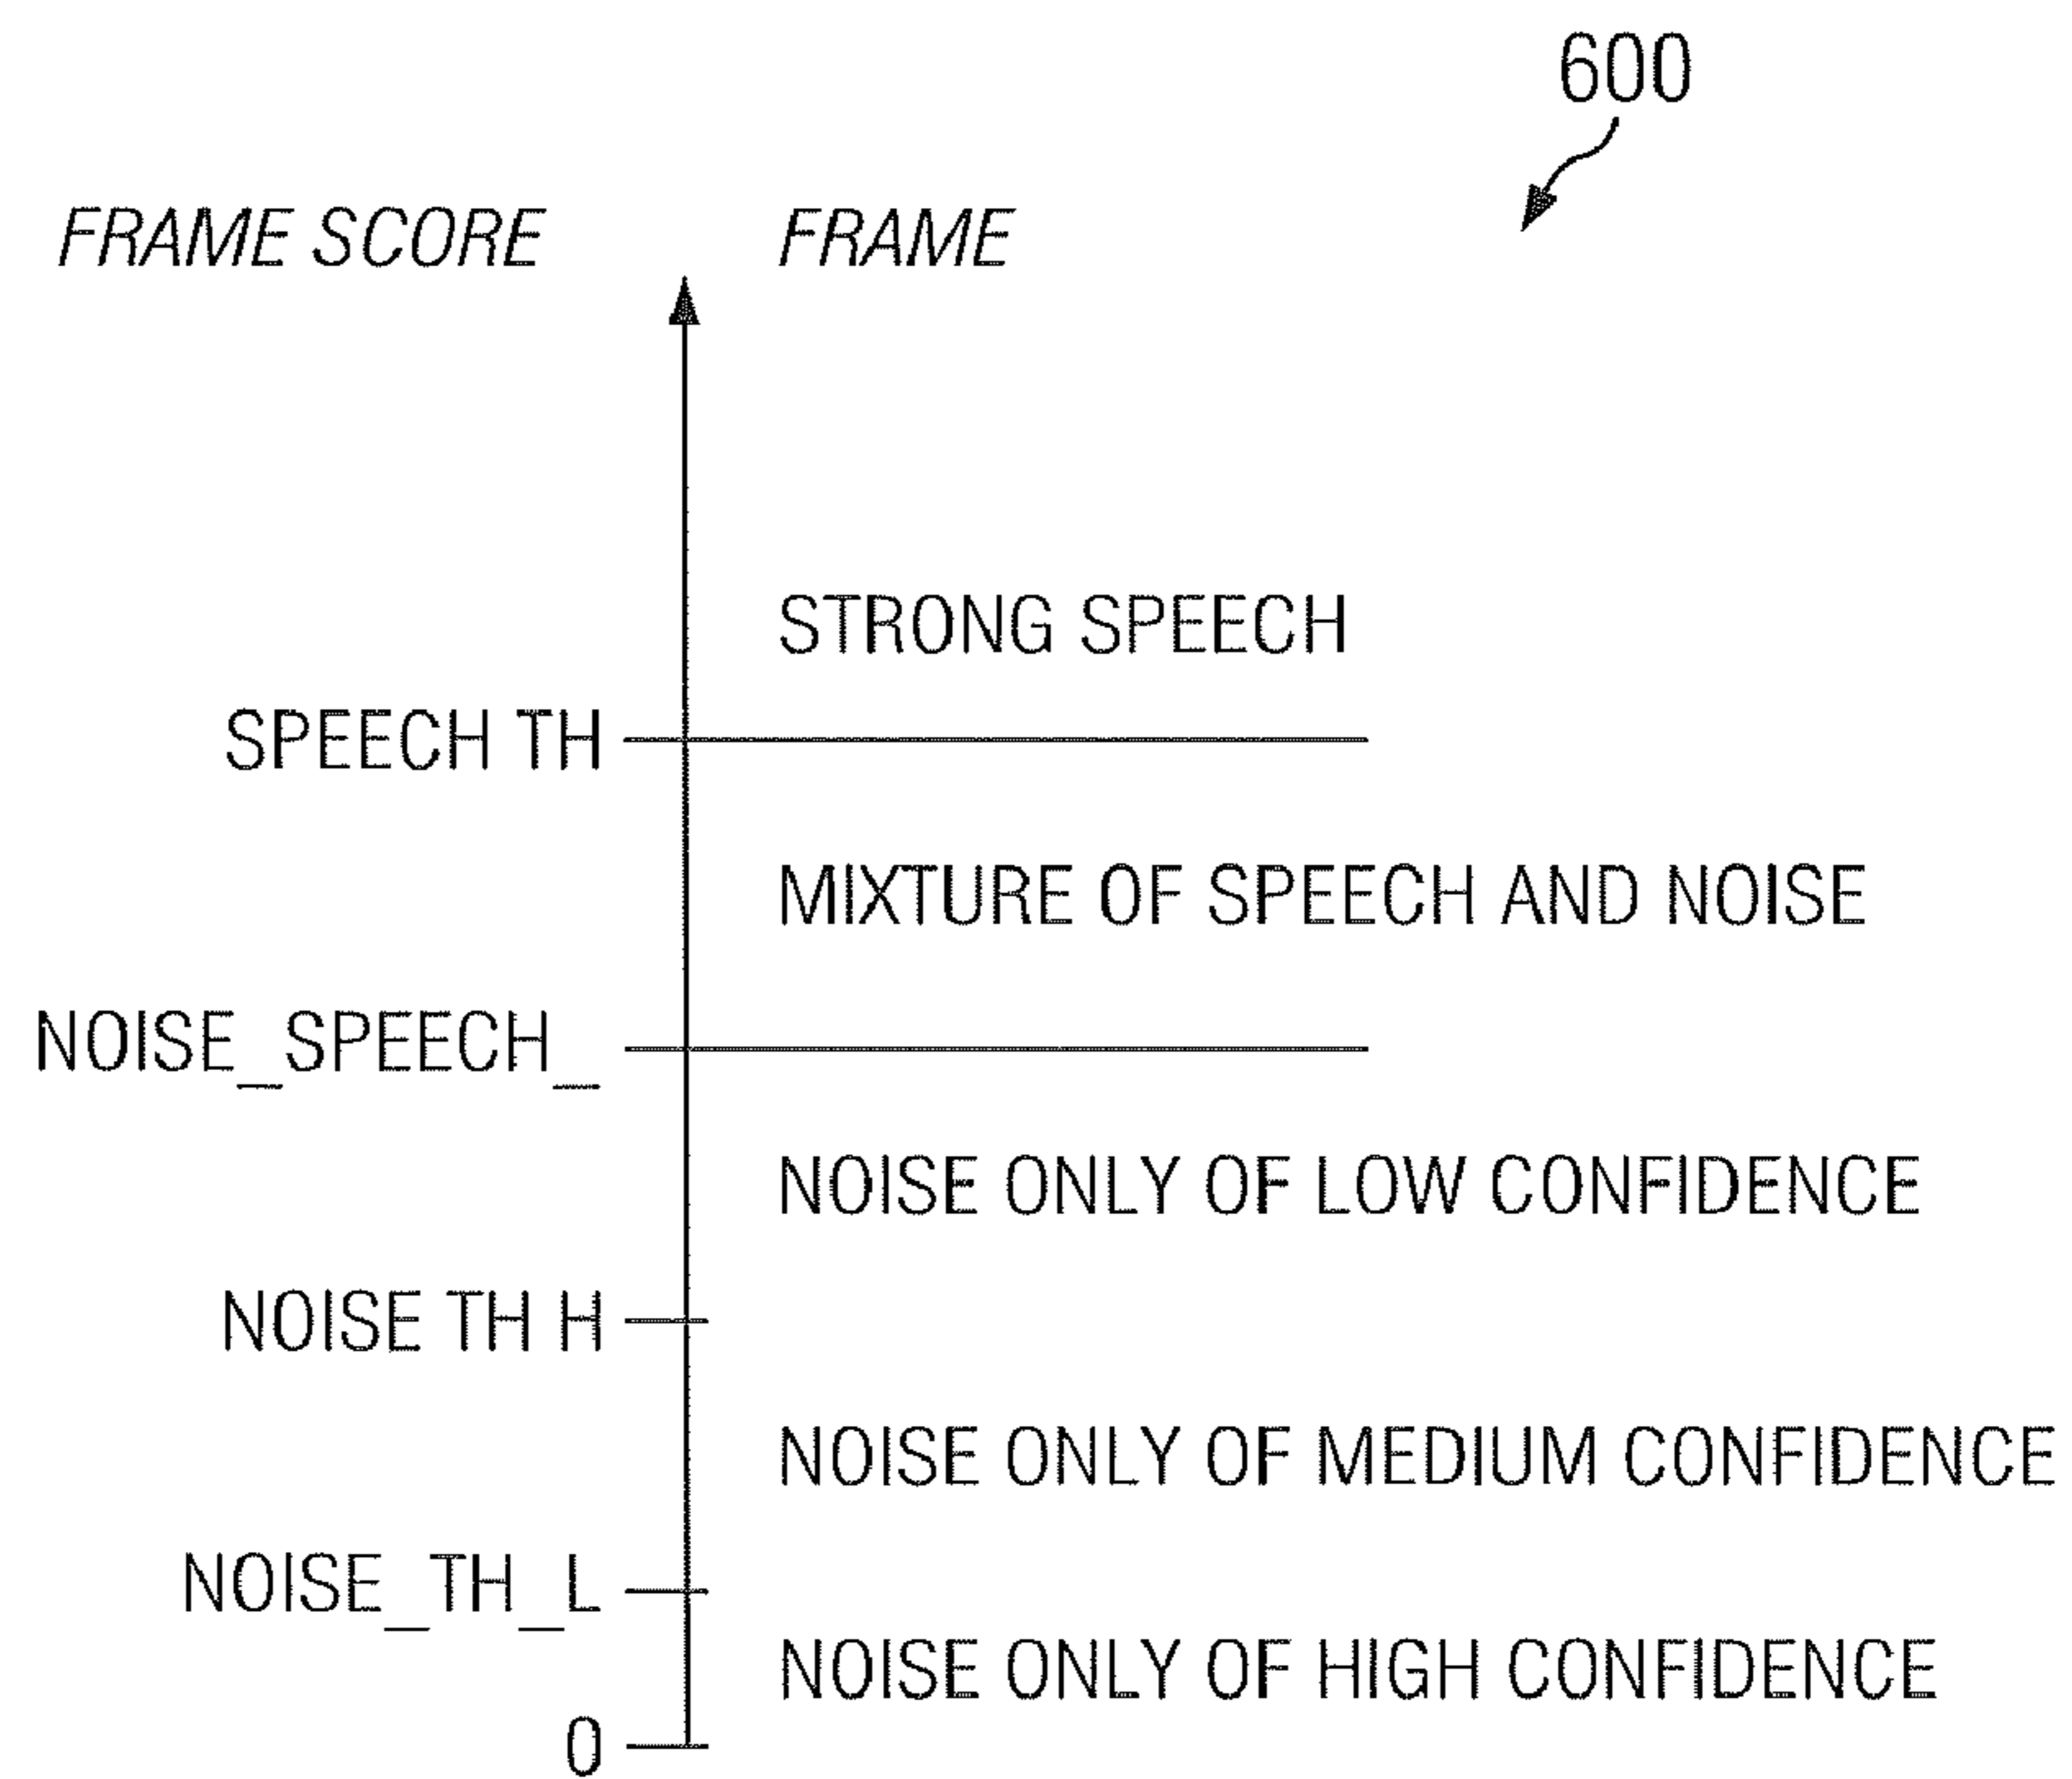 600
FRAME SCORE FRAME
STRONG SPEECH
SPEECH TH
MIXTURE OF SPEECH AND NOISE
NOISE_SPEECH_
NOISE ONLY OF LOW CONFIDENCE
NOISE TH H
NOISE ONLY OF MEDIUM CONFIDENCE
NOISE_TH_L
NOISE ONLY OF HIGH CONFIDENCE
0